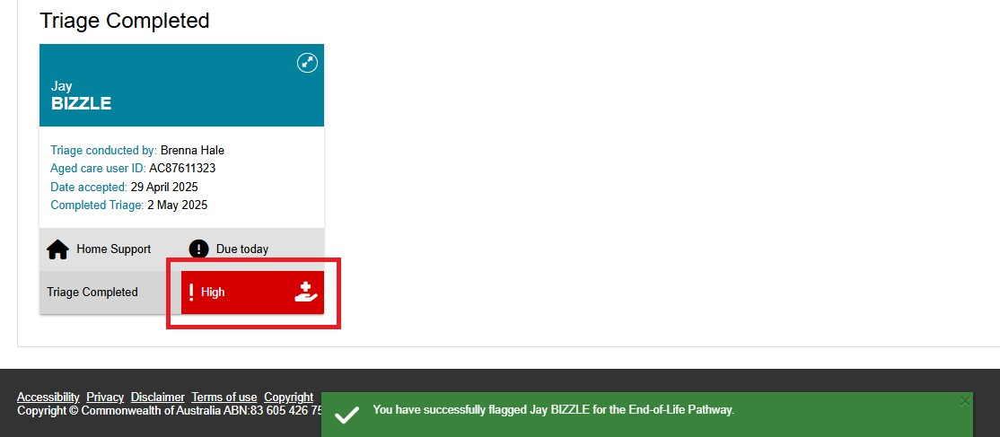 Triage Completed
Jay
BIZZLE
Triage conducted by: Brenna Hale
Aged care user ID: AC87611323
Date accepted: 29 April 2025
Completed Triage: 2 May 2025
Home Support Due today
Triage Completed High
Accessibility Privacy Disclaimer Terms of use Copyright
Copyright © Commonwealth of Australia ABN:83 605 426 75
You have successfully flagged Jay BIZZLE for the End-of-Life Pathway.